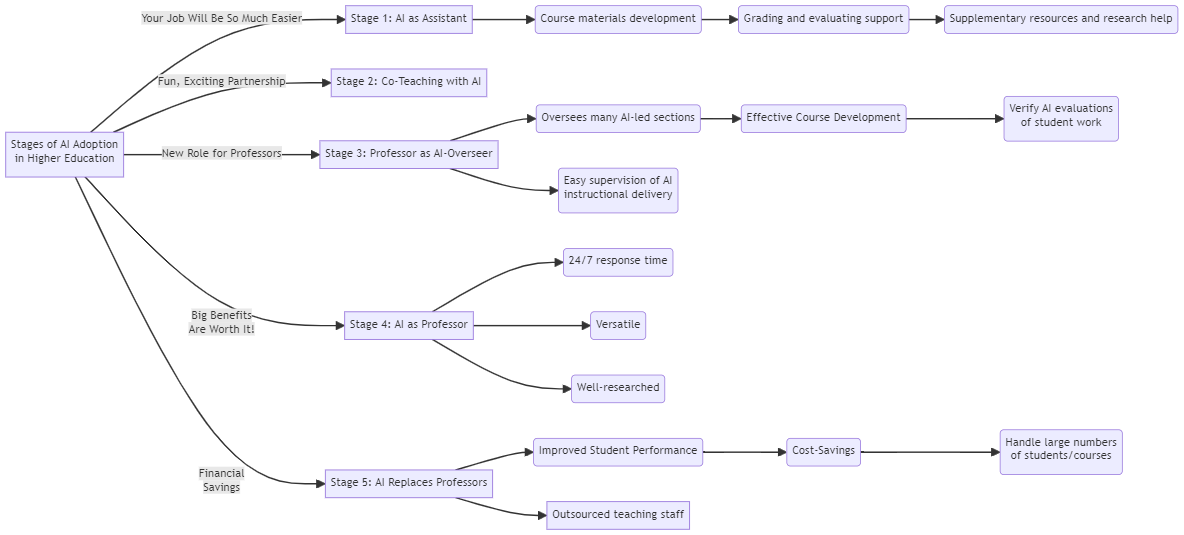 Your Job Will Be So Much Easier
Stage 1: AI as Assistant
Course materials development
Grading and evaluating support
Supplementary resources and research help
Fun, Exciting Partnership
Stage 2: Co-Teaching with AI
Stages of AI Adoption
in Higher Education
New Role for Professors
Stage 3: Professor as AI-Overseer
Oversees many AI-led sections
Effective Course Development
Verify AI evaluations
of student work
Easy supervision of AI
instructional delivery
Big Benefits
Are Worth It!
Stage 4: AI as Professor
24/7 response time
Versatile
Well-researched
Financial
Savings
Stage 5: AI Replaces Professors
Improved Student Performance
Cost-Savings
Handle large numbers
of students/courses
Outsourced teaching staff